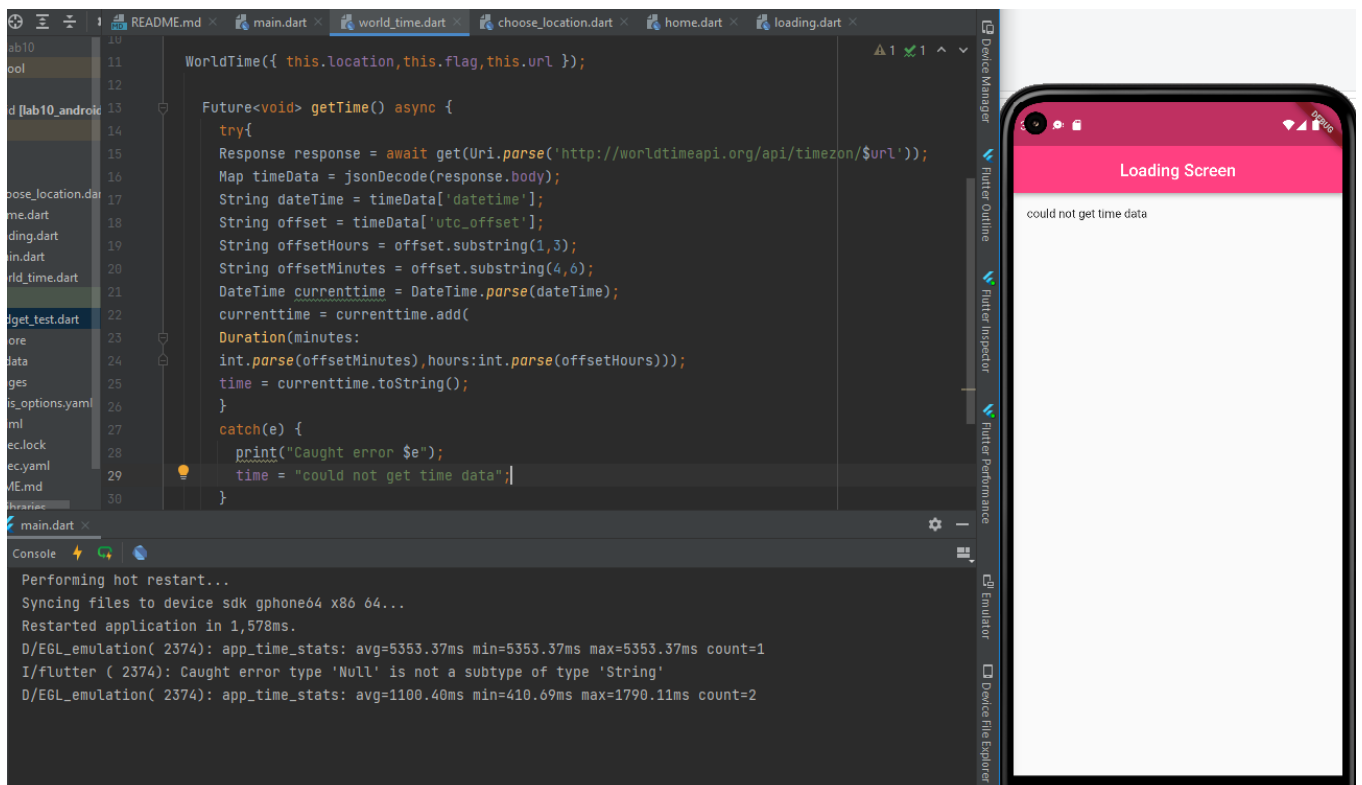 README.md
main.dart
world_time.dart
choose_location.dart
home.dart
loading.dart
ab10
ool
d [lab10_android
oose_location.dar
me.dart
ding.dart
in.dart
rld_time.dart
dget_test.dart
ore
data
ges
is_options.yaml
ml
ec.lock
ec.yaml
ME.md
ibraries
1 1
10
11 WorldTime({ this.location,this.flag,this.url });
12
13 Future<void> getTime() async {
14 try{
15 Response response = await get(Uri.parse('http://worldtimeapi.org/api/timezon/$url'));
16 Map timeData = jsonDecode(response.body);
17 String dateTime = timeData['datetime'];
18 String offset = timeData['utc_offset'];
19 String offsetHours = offset.substring(1,3);
20 String offsetMinutes = offset.substring(4,6);
21 DateTime currenttime = DateTime.parse(dateTime);
22 currenttime = currenttime.add(
23 Duration(minutes:
24 int.parse(offsetMinutes),hours:int.parse(offsetHours)));
25 time = currenttime.toString();
26 }
27 catch(e) {
28 print("Caught error $e");
29 time = "could not get time data";
30 }
main.dart
Console
Performing hot restart...
Syncing files to device sdk gphone64 x86 64...
Restarted application in 1,578ms.
D/EGL_emulation( 2374): app_time_stats: avg=5353.37ms min=5353.37ms max=5353.37ms count=1
I/flutter ( 2374): Caught error type 'Null' is not a subtype of type 'String'
D/EGL_emulation( 2374): app_time_stats: avg=1100.40ms min=410.69ms max=1790.11ms count=2
Device Manager
Flutter Outline
Flutter Inspector
Flutter Performance
Emulator
Device File Explorer
DEBUG
Loading Screen
could not get time data